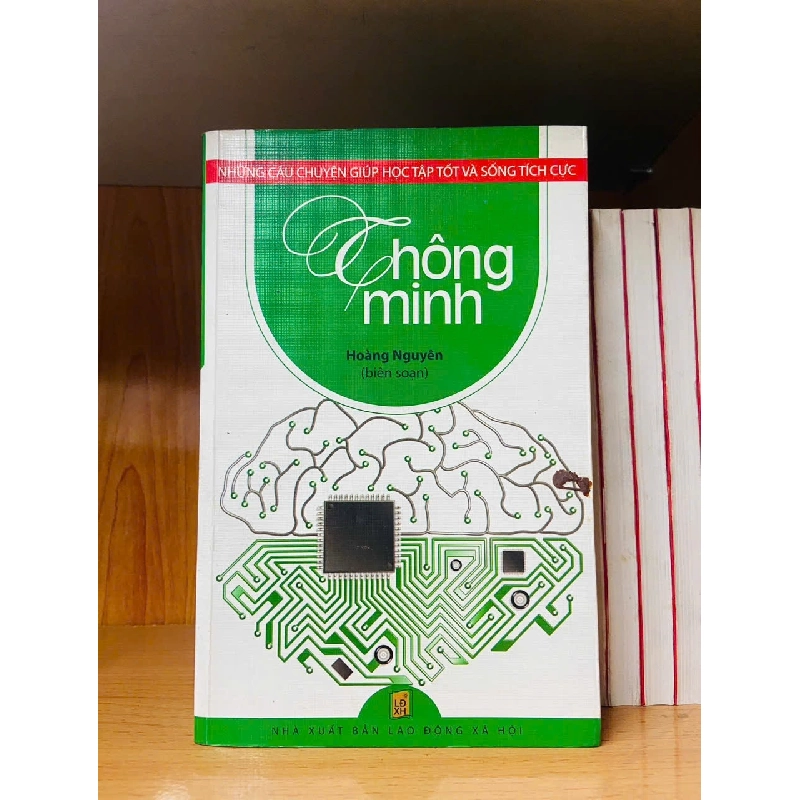 NHỮNG CÂU CHUYỆN GIÚP HỌC TẬP TỐT VÀ SỐNG TÍCH CỰC
Thông
minh
Hoàng Nguyên
(biên soạn)
LĐ
XH
NHÀ XUẤT BẢN LAO ĐỘNG XÃ HỘI